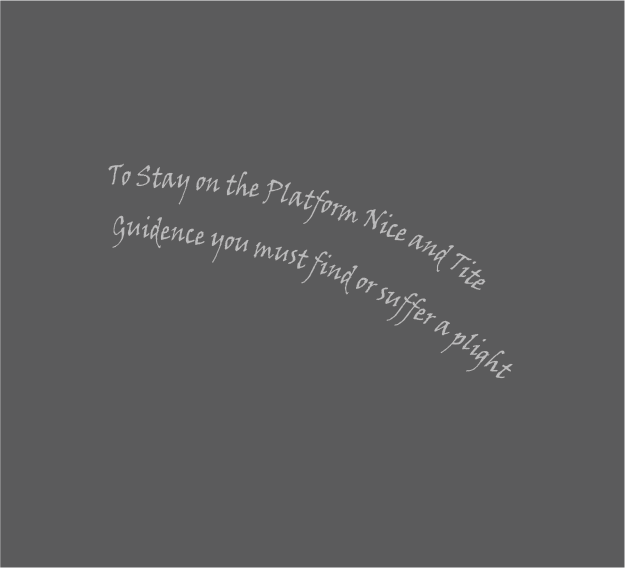 To Stay on the Platform Nice and Tite
Guidence you must find or suffer a plight